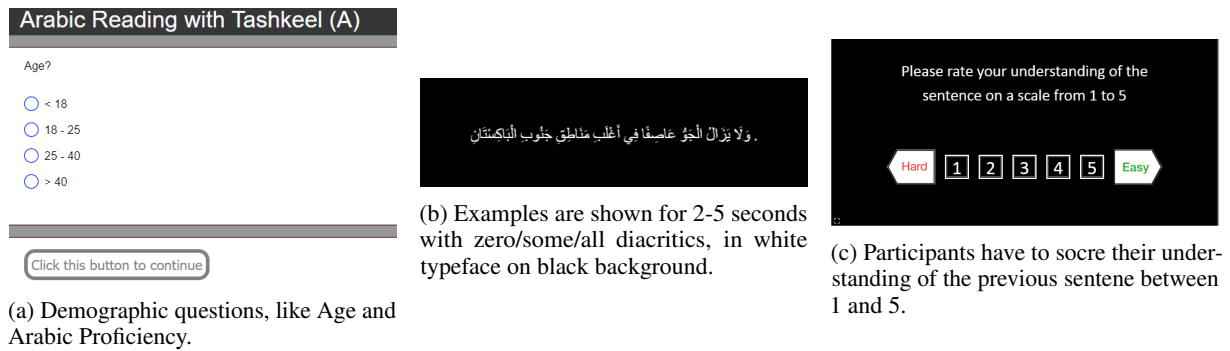 Arabic Reading with Tashkeel (A)
Age?
< 18
18 - 25
25 - 40
> 40
Click this button to continue
(a) Demographic questions, like Age and
Arabic Proficiency.
وَلَا يَزَالُ الْجَوُّ عَاصِفًا فِي أَغْلَبِ مَنَاطِقِ جَنُوبِ الْبَاكِسْتَانِ .
(b) Examples are shown for 2-5 seconds
with zero/some/all diacritics, in white
typeface on black background.
Please rate your understanding of the
sentence on a scale from 1 to 5
Hard 1 2 3 4 5 Easy
(c) Participants have to socre their under-
standing of the previous sentene between
1 and 5.